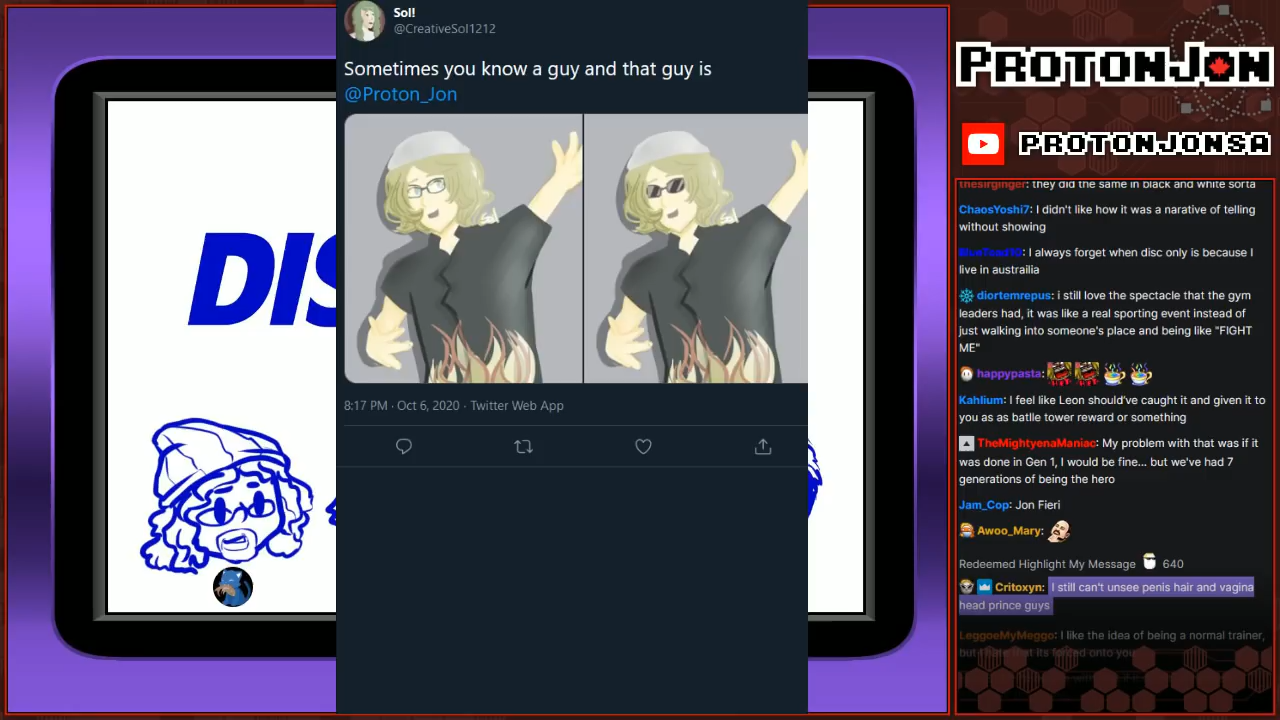 Sol!
@CreativeSol1212
Sometimes you know a guy and that guy is
@Proton_Jon
Sol
8:17 PM · Oct 6, 2020 · Twitter Web App
DIS
PROTONJON
PROTONJONSA
thesirginger: they did the same in black and white sorta
ChaosYoshi7: I didn't like how it was a narative of telling
without showing
I always forget when disc only is because I
live in austrailia
diortemrepus: i still love the spectacle that the gym
leaders had, it was like a real sporting event instead of
just walking into someone's place and being like "FIGHT
ME"
happypasta:
Kahlium: I feel like Leon should've caught it and given it to
you as as batlle tower reward or something
TheMightyenaManiac: My problem with that was if it
was done in Gen 1, I would be fine... but we've had 7
generations of being the hero
Jam_Cop: Jon Fieri
Awoo_Mary:
Redeemed Highlight My Message 640
Critoxyn: I still can't unsee penis hair and vagina
head prince guys
LeggoeMyMeggo: I like the idea of being a normal trainer,
its forced onto you